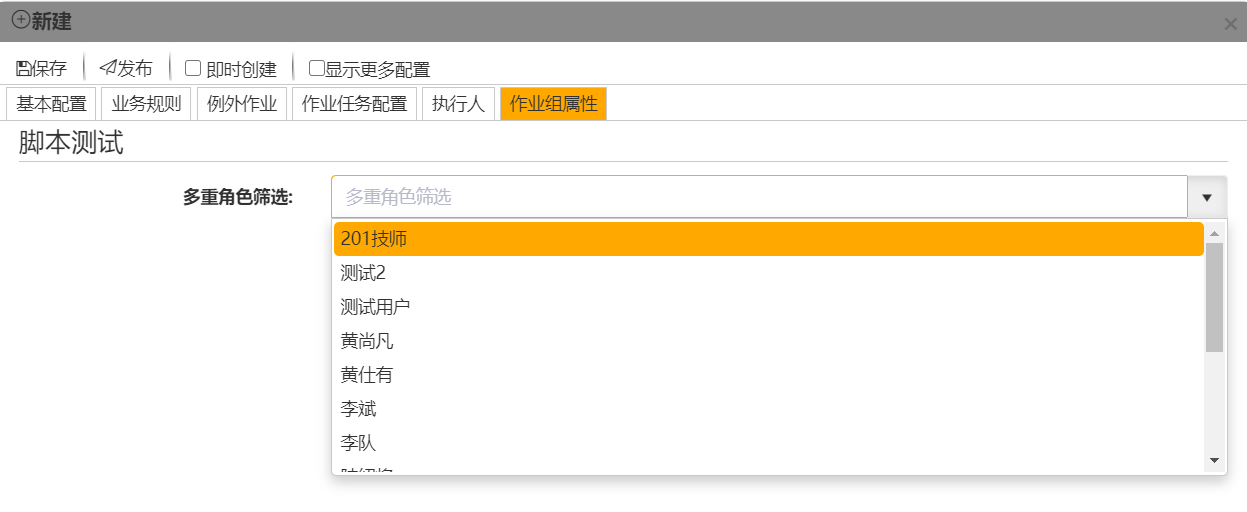 新建
保存 发布 即时创建 显示更多配置
基本配置 业务规则 例外作业 作业任务配置 执行人 作业组属性
脚本测试
多重角色筛选: 多重角色筛选
201技师
测试2
测试用户
黄尚凡
黄仕有
李斌
李队